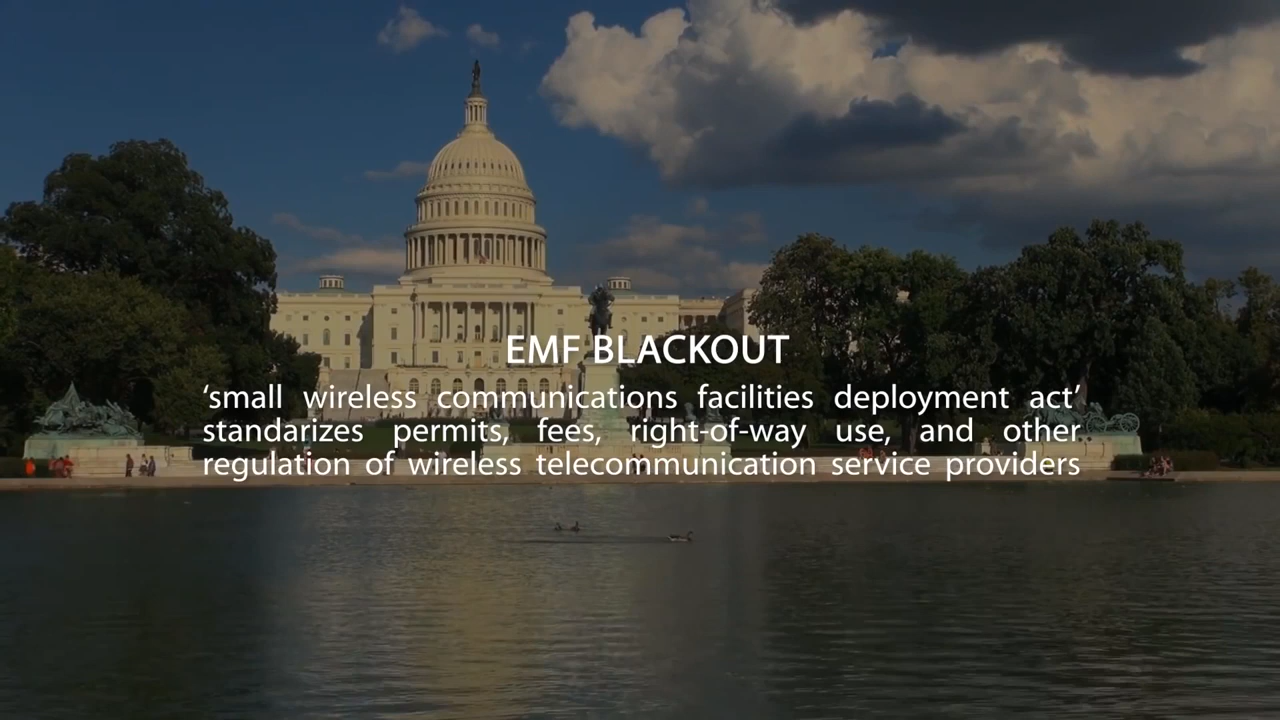 EMF BLACKOUT
‘small wireless communications facilities deployment act’
standarizes permits, fees, right-of-way use, and other
regulation of wireless telecommunication service providers